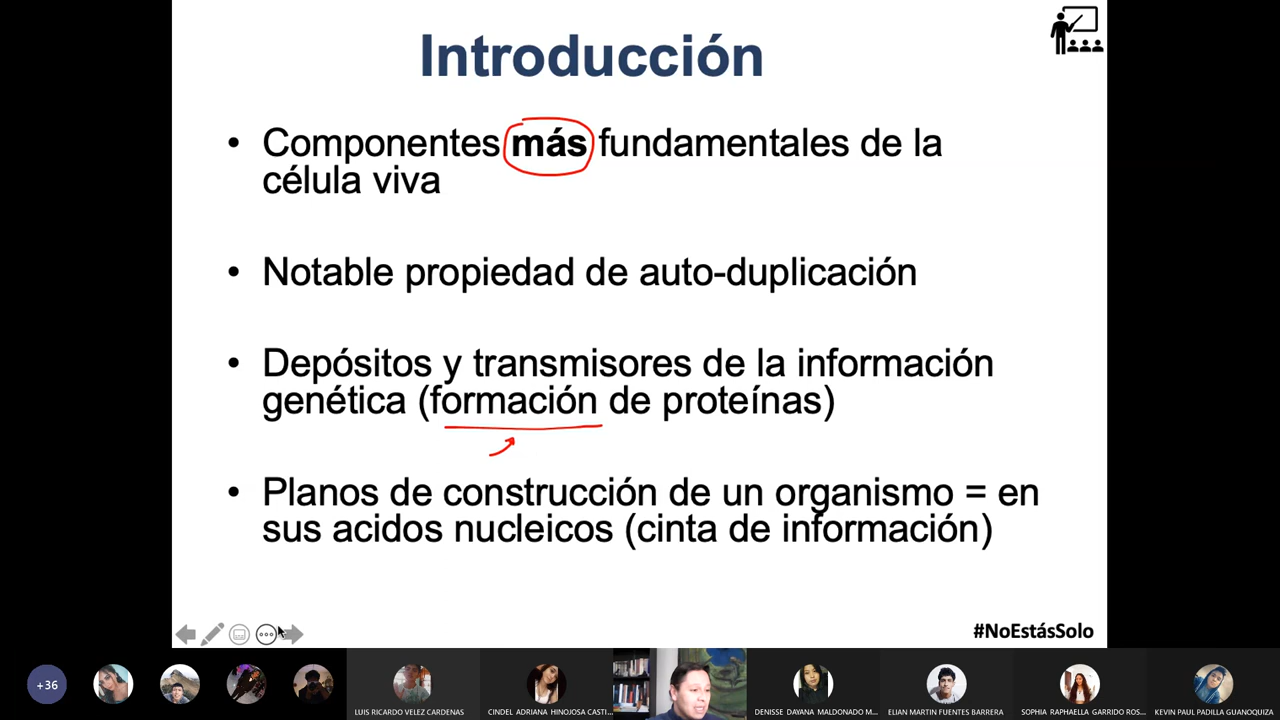 Introducción
• Componentes más fundamentales de la
célula viva
• Notable propiedad de auto-duplicación
• Depósitos y transmisores de la información
genética (formación de proteínas)
• Planos de construcción de un organismo = en
sus acidos nucleicos (cinta de información)
#NoEstásSolo
+36
LUIS RICARDO VELEZ CARDENAS
CINDEL ADRIANA HINOJOSA CASTI...
DENISSE DAYANA MALDONADO M...
ELIAN MARTIN FUENTES BARRERA
SOPHIA RAPHAELLA GARRIDO ROS...
KEVIN PAUL PADILLA GUANOQUIZA